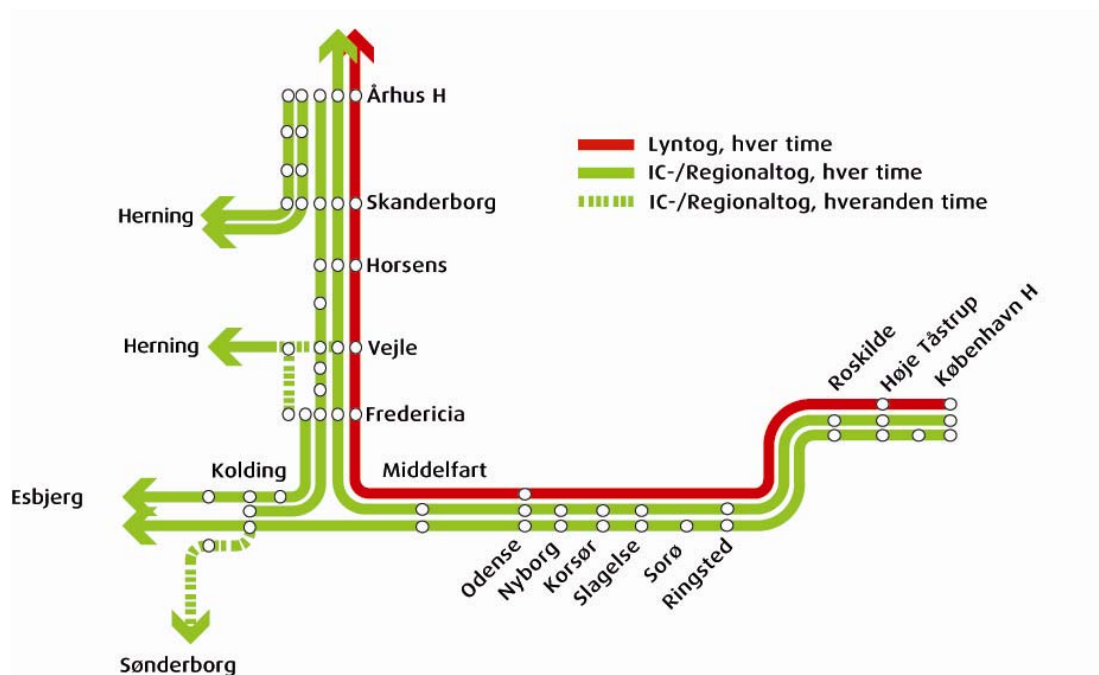 Århus H
Lyntog, hver time
IC-/Regionaltog, hver time
IC-/Regionaltog, hveranden time
Herning
Skanderborg
Horsens
Herning
Vejle
Roskilde
Høje Tåstrup
København H
Fredericia
Kolding
Middelfart
Esbjerg
Odense
Nyborg
Korsør
Slagelse
Sorø
Ringsted
Sønderborg